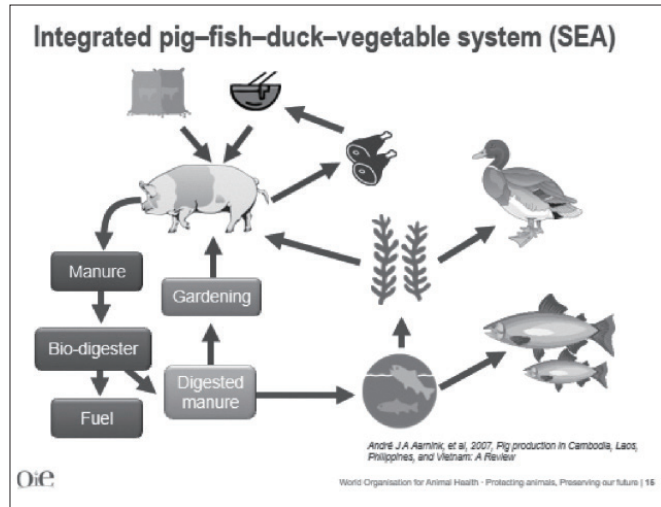 Integrated pig–fish–duck–vegetable system (SEA)
Manure
Gardening
Bio-digester
Digested
manure
Fuel
André J.A Aarnink, et al, 2007, Pig production in Cambodia, Laos,
Philippines, and Vietnam: A Review
Oie
World Organisation for Animal Health · Protecting animals, Preserving our future | 15